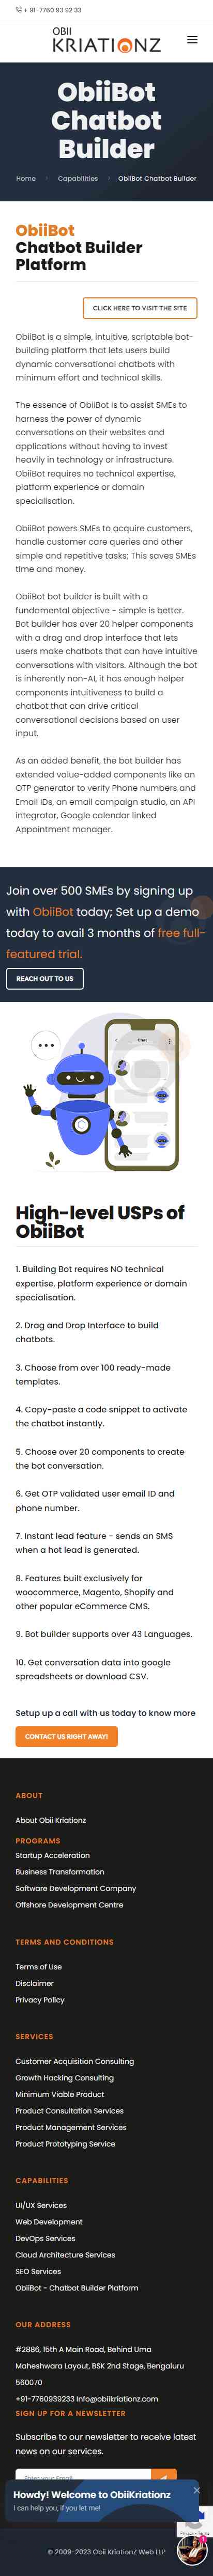 + 91-7760 93 92 33
OBII
KRIATIONZ
ObiiBot
Chatbot
Builder
Home > Capabilities > ObiiBot Chatbot Builder
ObiiBot
Chatbot Builder
Platform
CLICK HERE TO VISIT THE SITE
ObiiBot is a simple, intuitive, scriptable bot-
building platform that lets users build
dynamic conversational chatbots with
minimum effort and technical skills.
The essence of ObiiBot is to assist SMEs to
harness the power of dynamic
conversations on their websites and
applications without having to invest
heavily in technology or infrastructure.
ObiiBot requires no technical expertise,
platform experience or domain
specialisation.
ObiiBot powers SMEs to acquire customers,
handle customer care queries and other
simple and repetitive tasks; This saves SMEs
time and money.
ObiiBot bot builder is built with a
fundamental objective - simple is better.
Bot builder has over 20 helper components
with a drag and drop interface that lets
users make chatbots that can have intuitive
conversations with visitors. Although the bot
is inherently non-AI, it has enough helper
components intuitiveness to build a
chatbot that can drive critical
conversational decisions based on user
input.
As an added benefit, the bot builder has
extended value-added components like an
OTP generator to verify Phone numbers and
Email IDs, an email campaign studio, an API
integrator, Google calendar linked
Appointment manager.
Join over 500 SMEs by signing up
with ObiiBot today; Set up a demo
today to avail 3 months of free full-
featured trial.
REACH OUT TO US
High-level USPs of
ObiiBot
1. Building Bot requires NO technical
expertise, platform experience or domain
specialisation.
2. Drag and Drop Interface to build
chatbots.
3. Choose from over 100 ready-made
templates.
4. Copy-paste a code snippet to activate
the chatbot instantly.
5. Choose over 20 components to create
the bot conversation.
6. Get OTP validated user email ID and
phone number.
7. Instant lead feature - sends an SMS
when a hot lead is generated.
8. Features built exclusively for
woocommerce, Magento, Shopify and
other popular eCommerce CMS.
9. Bot builder supports over 43 Languages.
10. Get conversation data into google
spreadsheets or download CSV.
Setup up a call with us today to know more
CONTACT US RIGHT AWAY!
ABOUT
About Obii Kriationz
PROGRAMS
Startup Acceleration
Business Transformation
Software Development Company
Offshore Development Centre
TERMS AND CONDITIONS
Terms of Use
Disclaimer
Privacy Policy
SERVICES
Customer Acquisition Consulting
Growth Hacking Consulting
Minimum Viable Product
Product Consultation Services
Product Management Services
Product Prototyping Service
CAPABILITIES
UI/UX Services
Web Development
DevOps Services
Cloud Architecture Services
SEO Services
ObiiBot - Chatbot Builder Platform
OUR ADDRESS
#2886, 15th A Main Road, Behind Uma
Maheshwara Layout, BSK 2nd Stage, Bengaluru
560070
+91-7760939233 Info@obiikriationz.com
SIGN UP FOR A NEWSLETTER
Subscribe to our newsletter to receive latest
news on our services.
Enter your Email
Howdy! Welcome to ObiiKriationz
I can help you, if you let me!
Privacy - Terms
1
© 2009-2023 Obii KriationZ Web LLP